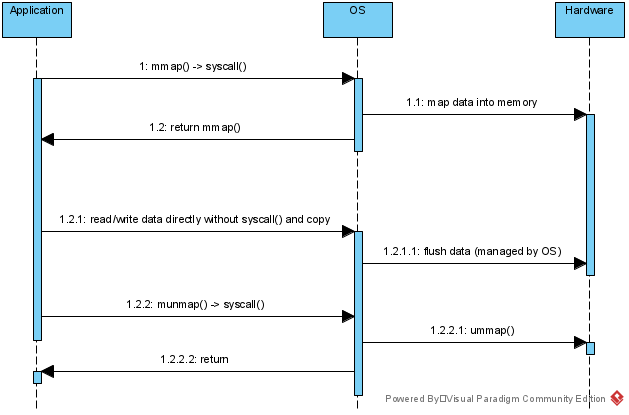 Application
OS
Hardware
1: mmap() -> syscall()
1.1: map data into memory
1.2: return mmap()
1.2.1: read/write data directly without syscall() and copy
1.2.1.1: flush data (managed by OS)
1.2.2: munmap() -> syscall()
1.2.2.1: ummap()
1.2.2.2: return
Powered By□Visual Paradigm Community Edition